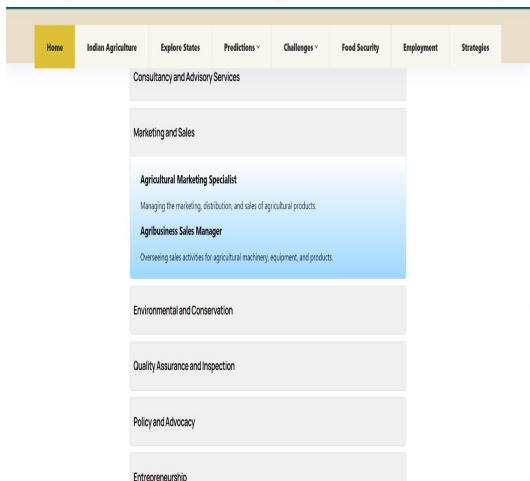 Home Indian Agriculture Explore States Predictions Challenges Food Security Employment Strategies
Consultancy and Advisory Services
Marketing and Sales
Agricultural Marketing Specialist
Managing the marketing, distribution, and sales of agricultural products.
Agribusiness Sales Manager
Overseeing sales activities for agricultural machinery, equipment, and products.
Environmental and Conservation
Quality Assurance and Inspection
Policy and Advocacy
Entrepreneurship